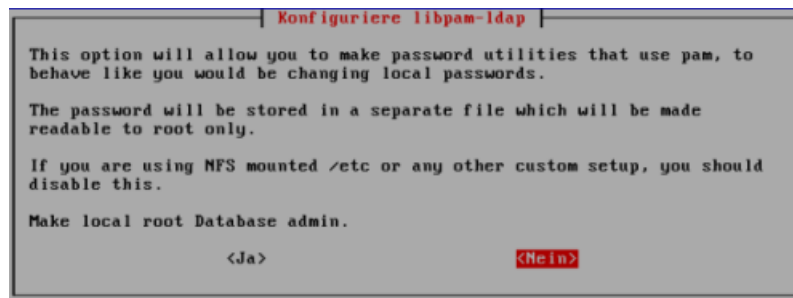 Konfiguriere libpam-ldap
This option will allow you to make password utilities that use pam, to
behave like you would be changing local passwords.
The password will be stored in a separate file which will be made
readable to root only.
If you are using NFS mounted /etc or any other custom setup, you should
disable this.
Make local root Database admin.
<Ja> <Nein>